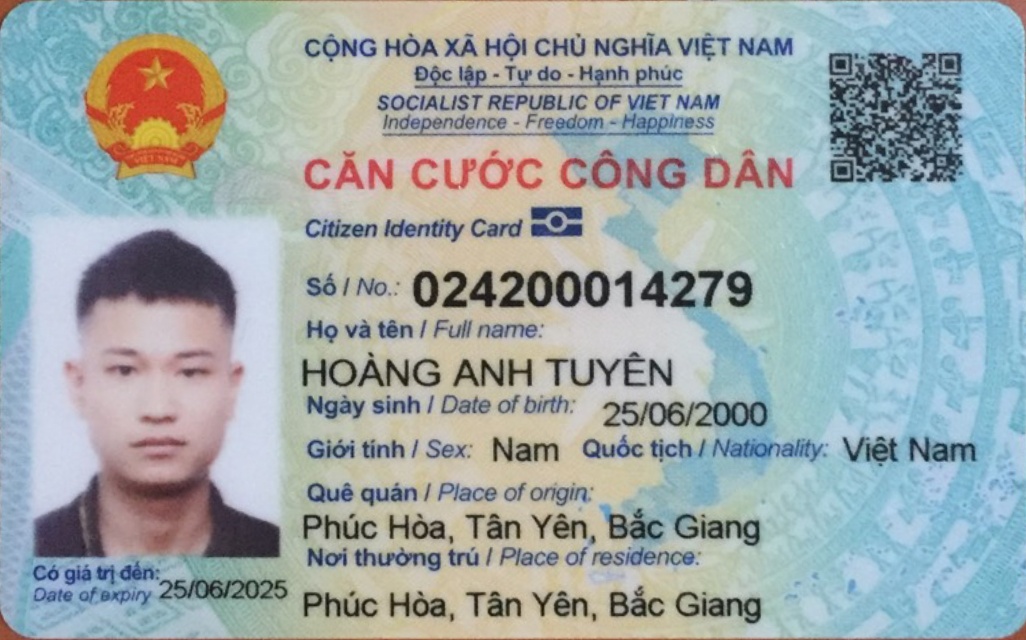 CỘNG HÒA XÃ HỘI CHỦ NGHĨA VIỆT NAM
Độc lập - Tự do - Hạnh phúc
SOCIALIST REPUBLIC OF VIET NAM
Independence - Freedom - Happiness
CĂN CƯỚC CÔNG DÂN
Citizen Identity Card
Số / No.: 024200014279
Họ và tên / Full name:
HOÀNG ANH TUYÊN
Ngày sinh / Date of birth: 25/06/2000
Giới tính / Sex: Nam Quốc tịch / Nationality: Việt Nam
Quê quán / Place of origin:
Phúc Hòa, Tân Yên, Bắc Giang
Nơi thường trú / Place of residence:
Phúc Hòa, Tân Yên, Bắc Giang
Có giá trị đến: 25/06/2025
Date of expiry
VIỆT NAM